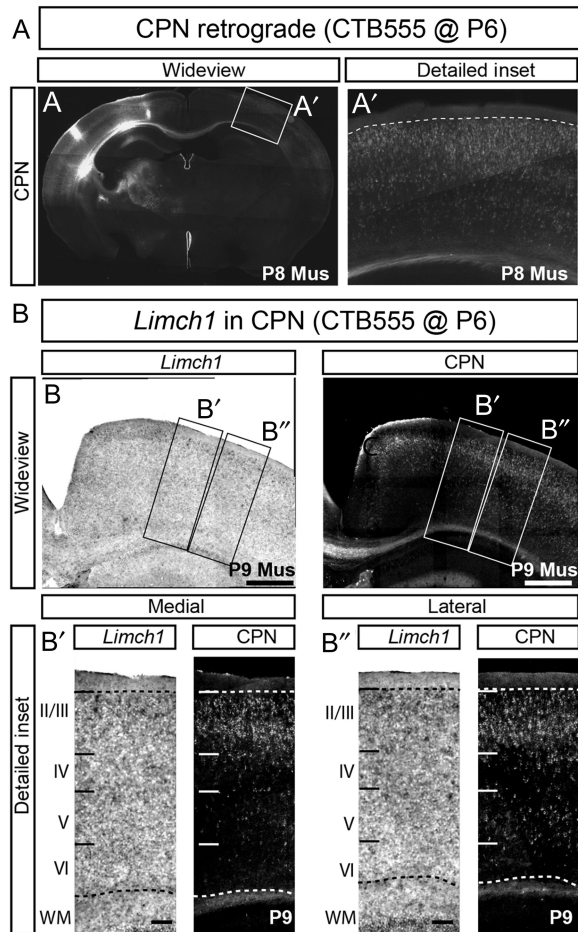 A
CPN retrograde (CTB555 @ P6)
Wideview
Detailed inset
CPN
A
A′
P8 Mus
A′
P8 Mus
B
Limch1 in CPN (CTB555 @ P6)
Limch1
CPN
Wideview
B
B′
B″
P9 Mus
C
B′
B″
P9 Mus
Medial
Lateral
Detailed inset
B′
Limch1
CPN
B″
Limch1
CPN
II/III
IV
V
VI
WM
P9
II/III
IV
V
VI
WM
P9